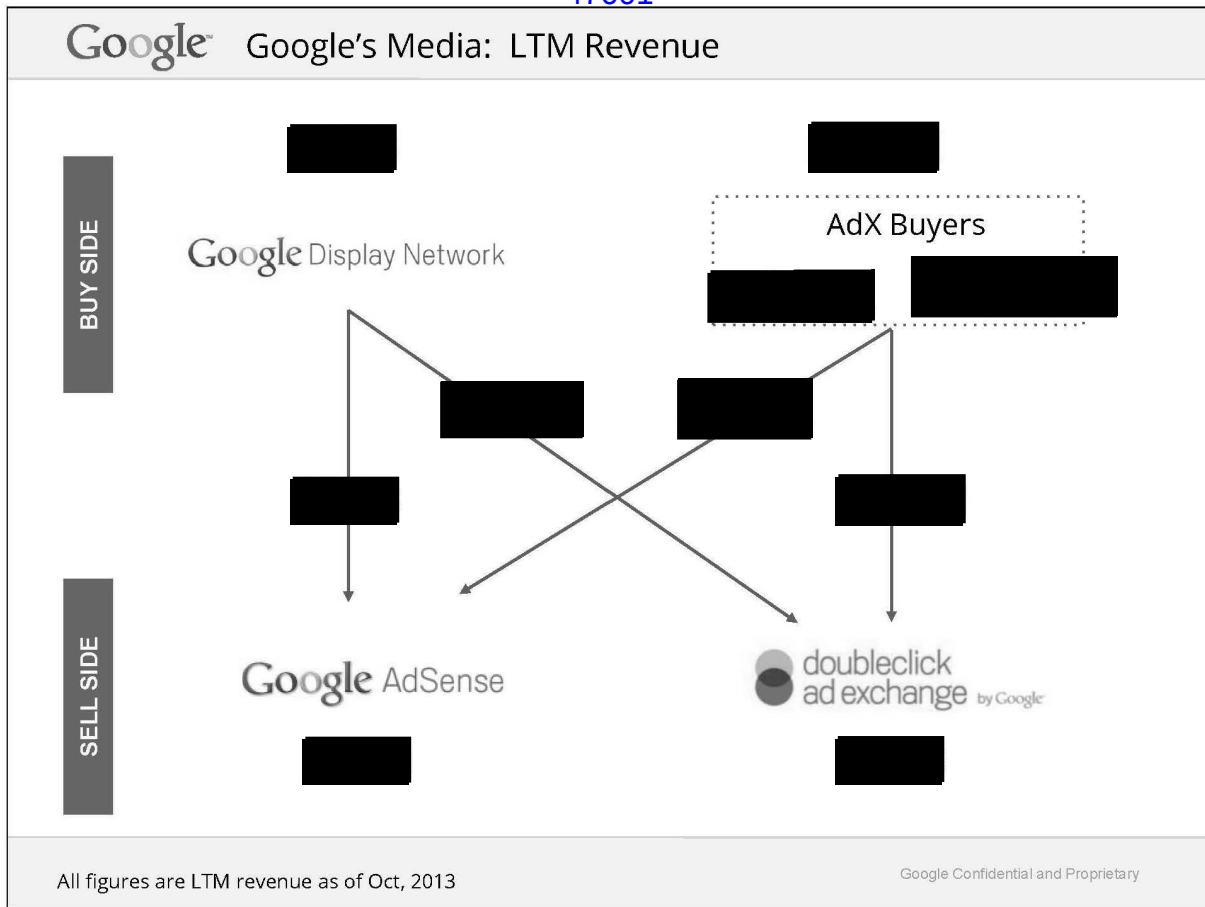 Google™ Google's Media: LTM Revenue
BUY SIDE
Google Display Network
AdX Buyers
SELL SIDE
Google AdSense
doubleclick
ad exchange by Google
All figures are LTM revenue as of Oct, 2013
Google Confidential and Proprietary